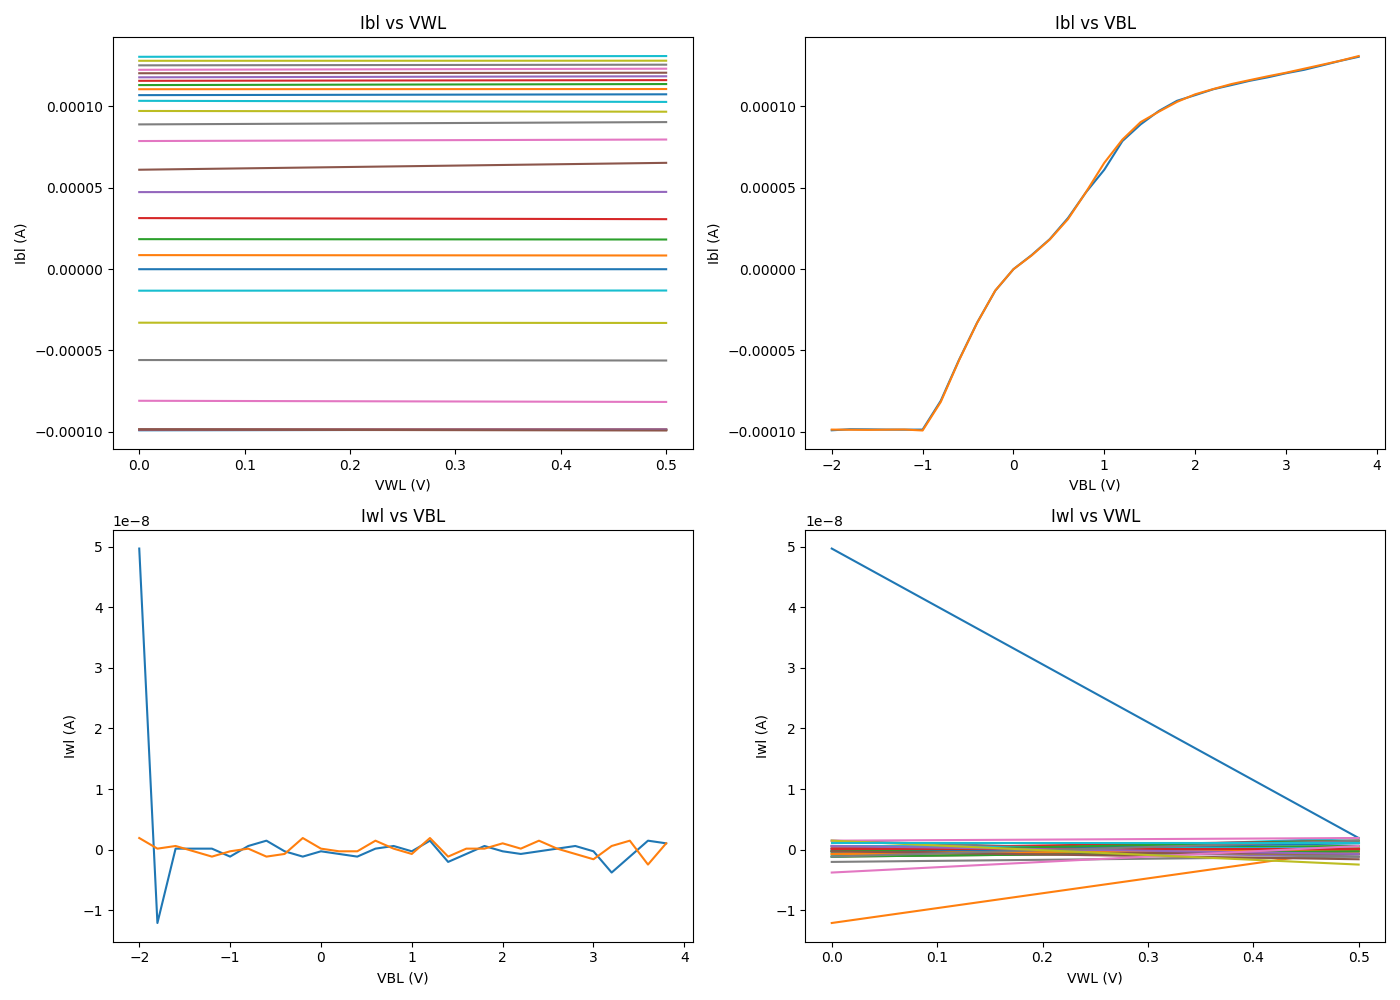 Ibl vs VWL
Ibl (A)
0.00010
0.00005
0.00000
−0.00005
−0.00010
0.0 0.1 0.2 0.3 0.4 0.5
VWL (V)
Ibl vs VBL
Ibl (A)
0.00010
0.00005
0.00000
−0.00005
−0.00010
−2 −1 0 1 2 3 4
VBL (V)
Iwl vs VBL
1e−8
Iwl (A)
5
4
3
2
1
0
−1
−2 −1 0 1 2 3 4
VBL (V)
Iwl vs VWL
1e−8
Iwl (A)
5
4
3
2
1
0
−1
0.0 0.1 0.2 0.3 0.4 0.5
VWL (V)